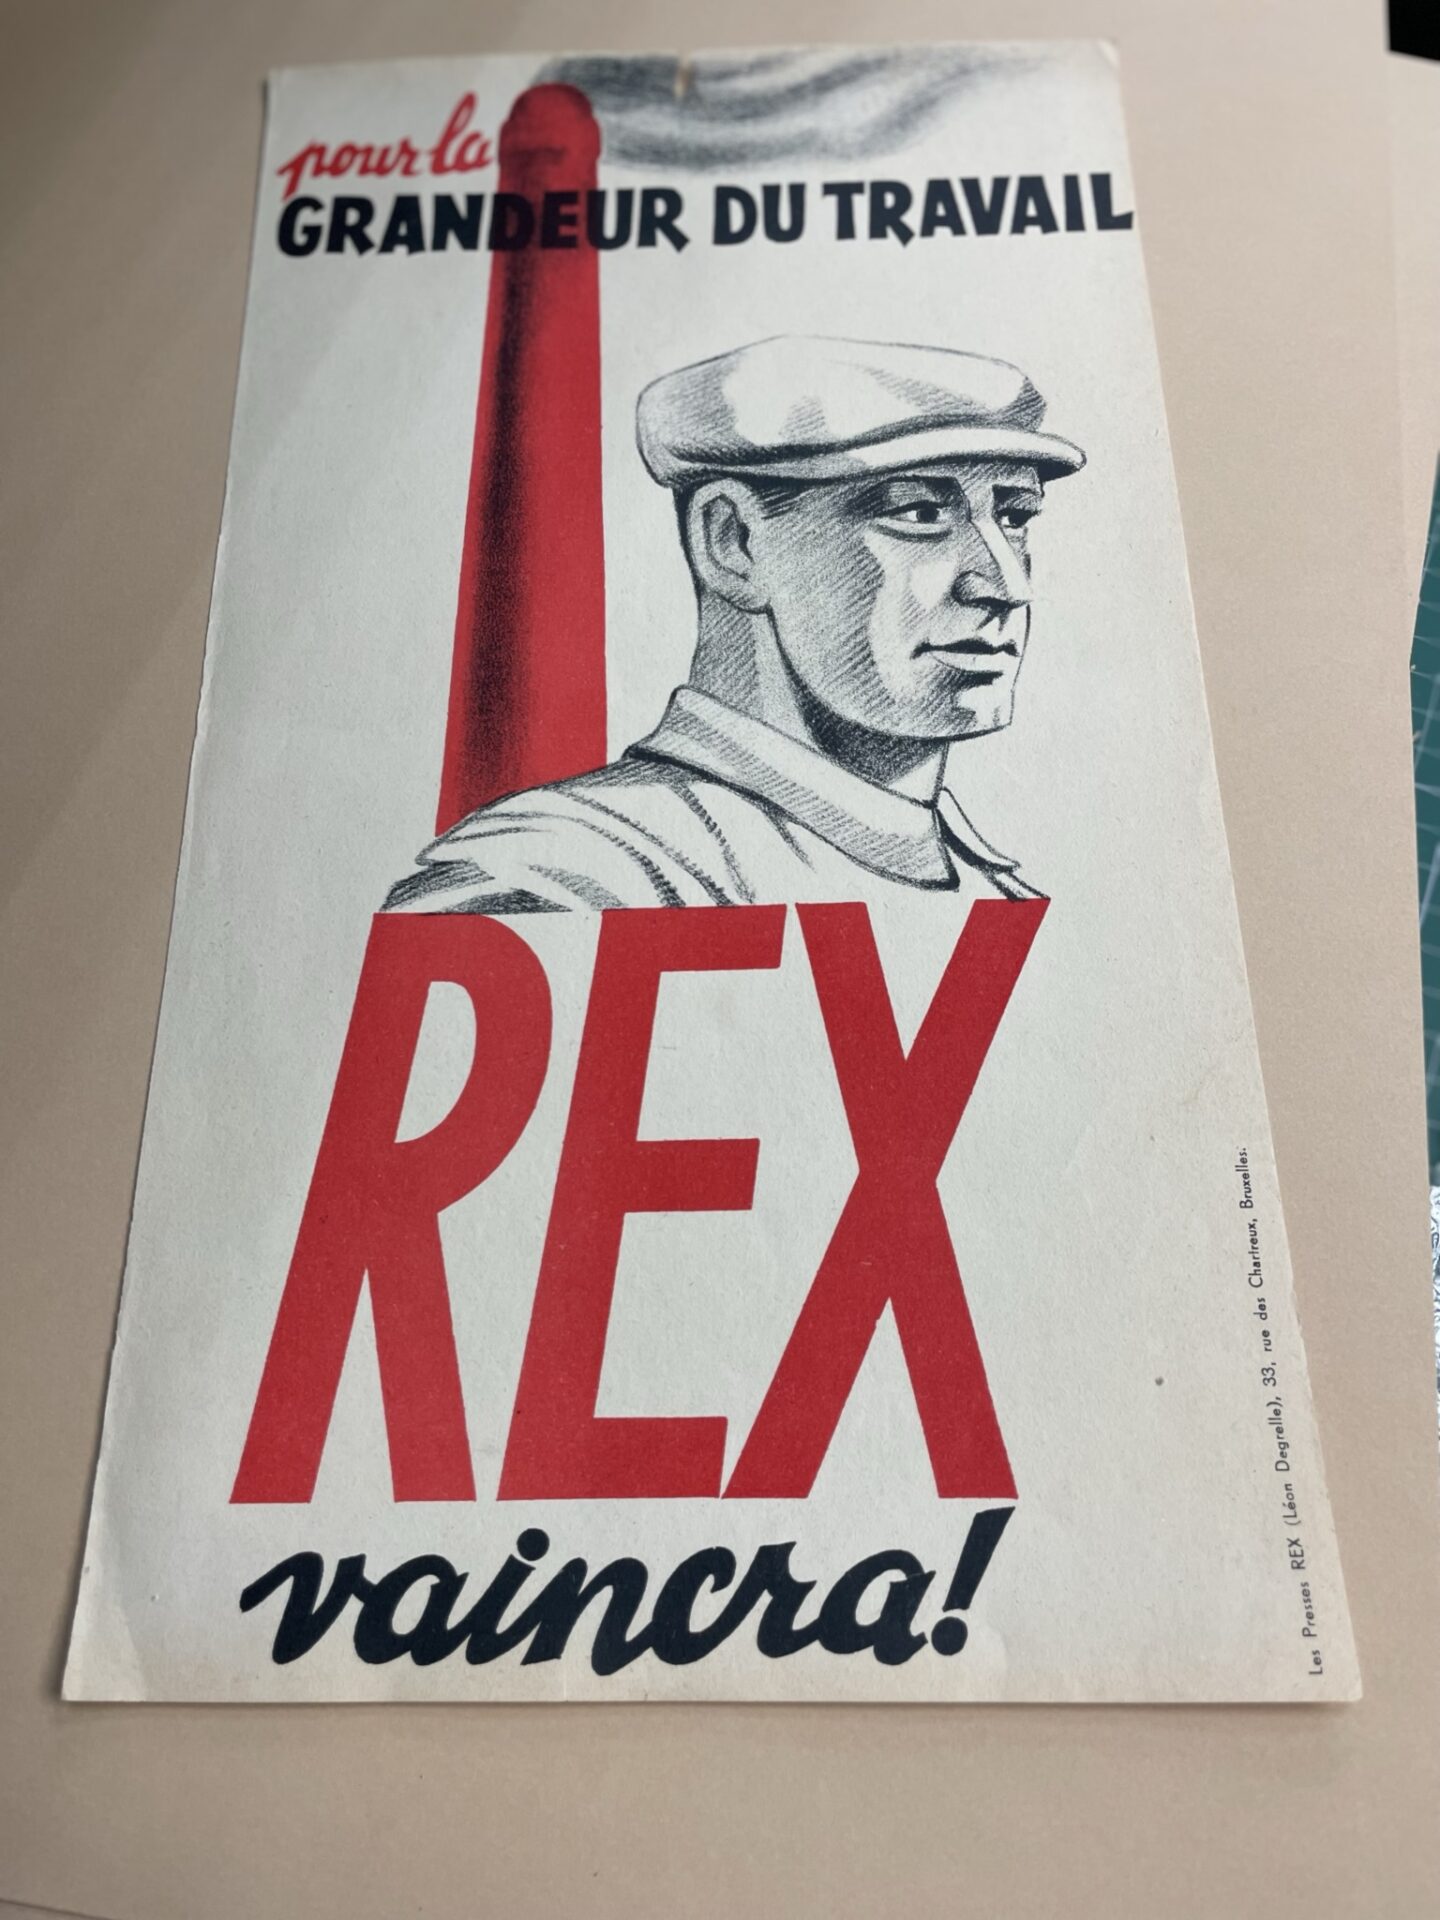 pour la
GRANDEUR DU TRAVAIL
REX
vaincra!
Les Presses REX (Léon Degrelle), 33, rue des Chartreux, Bruxelles.